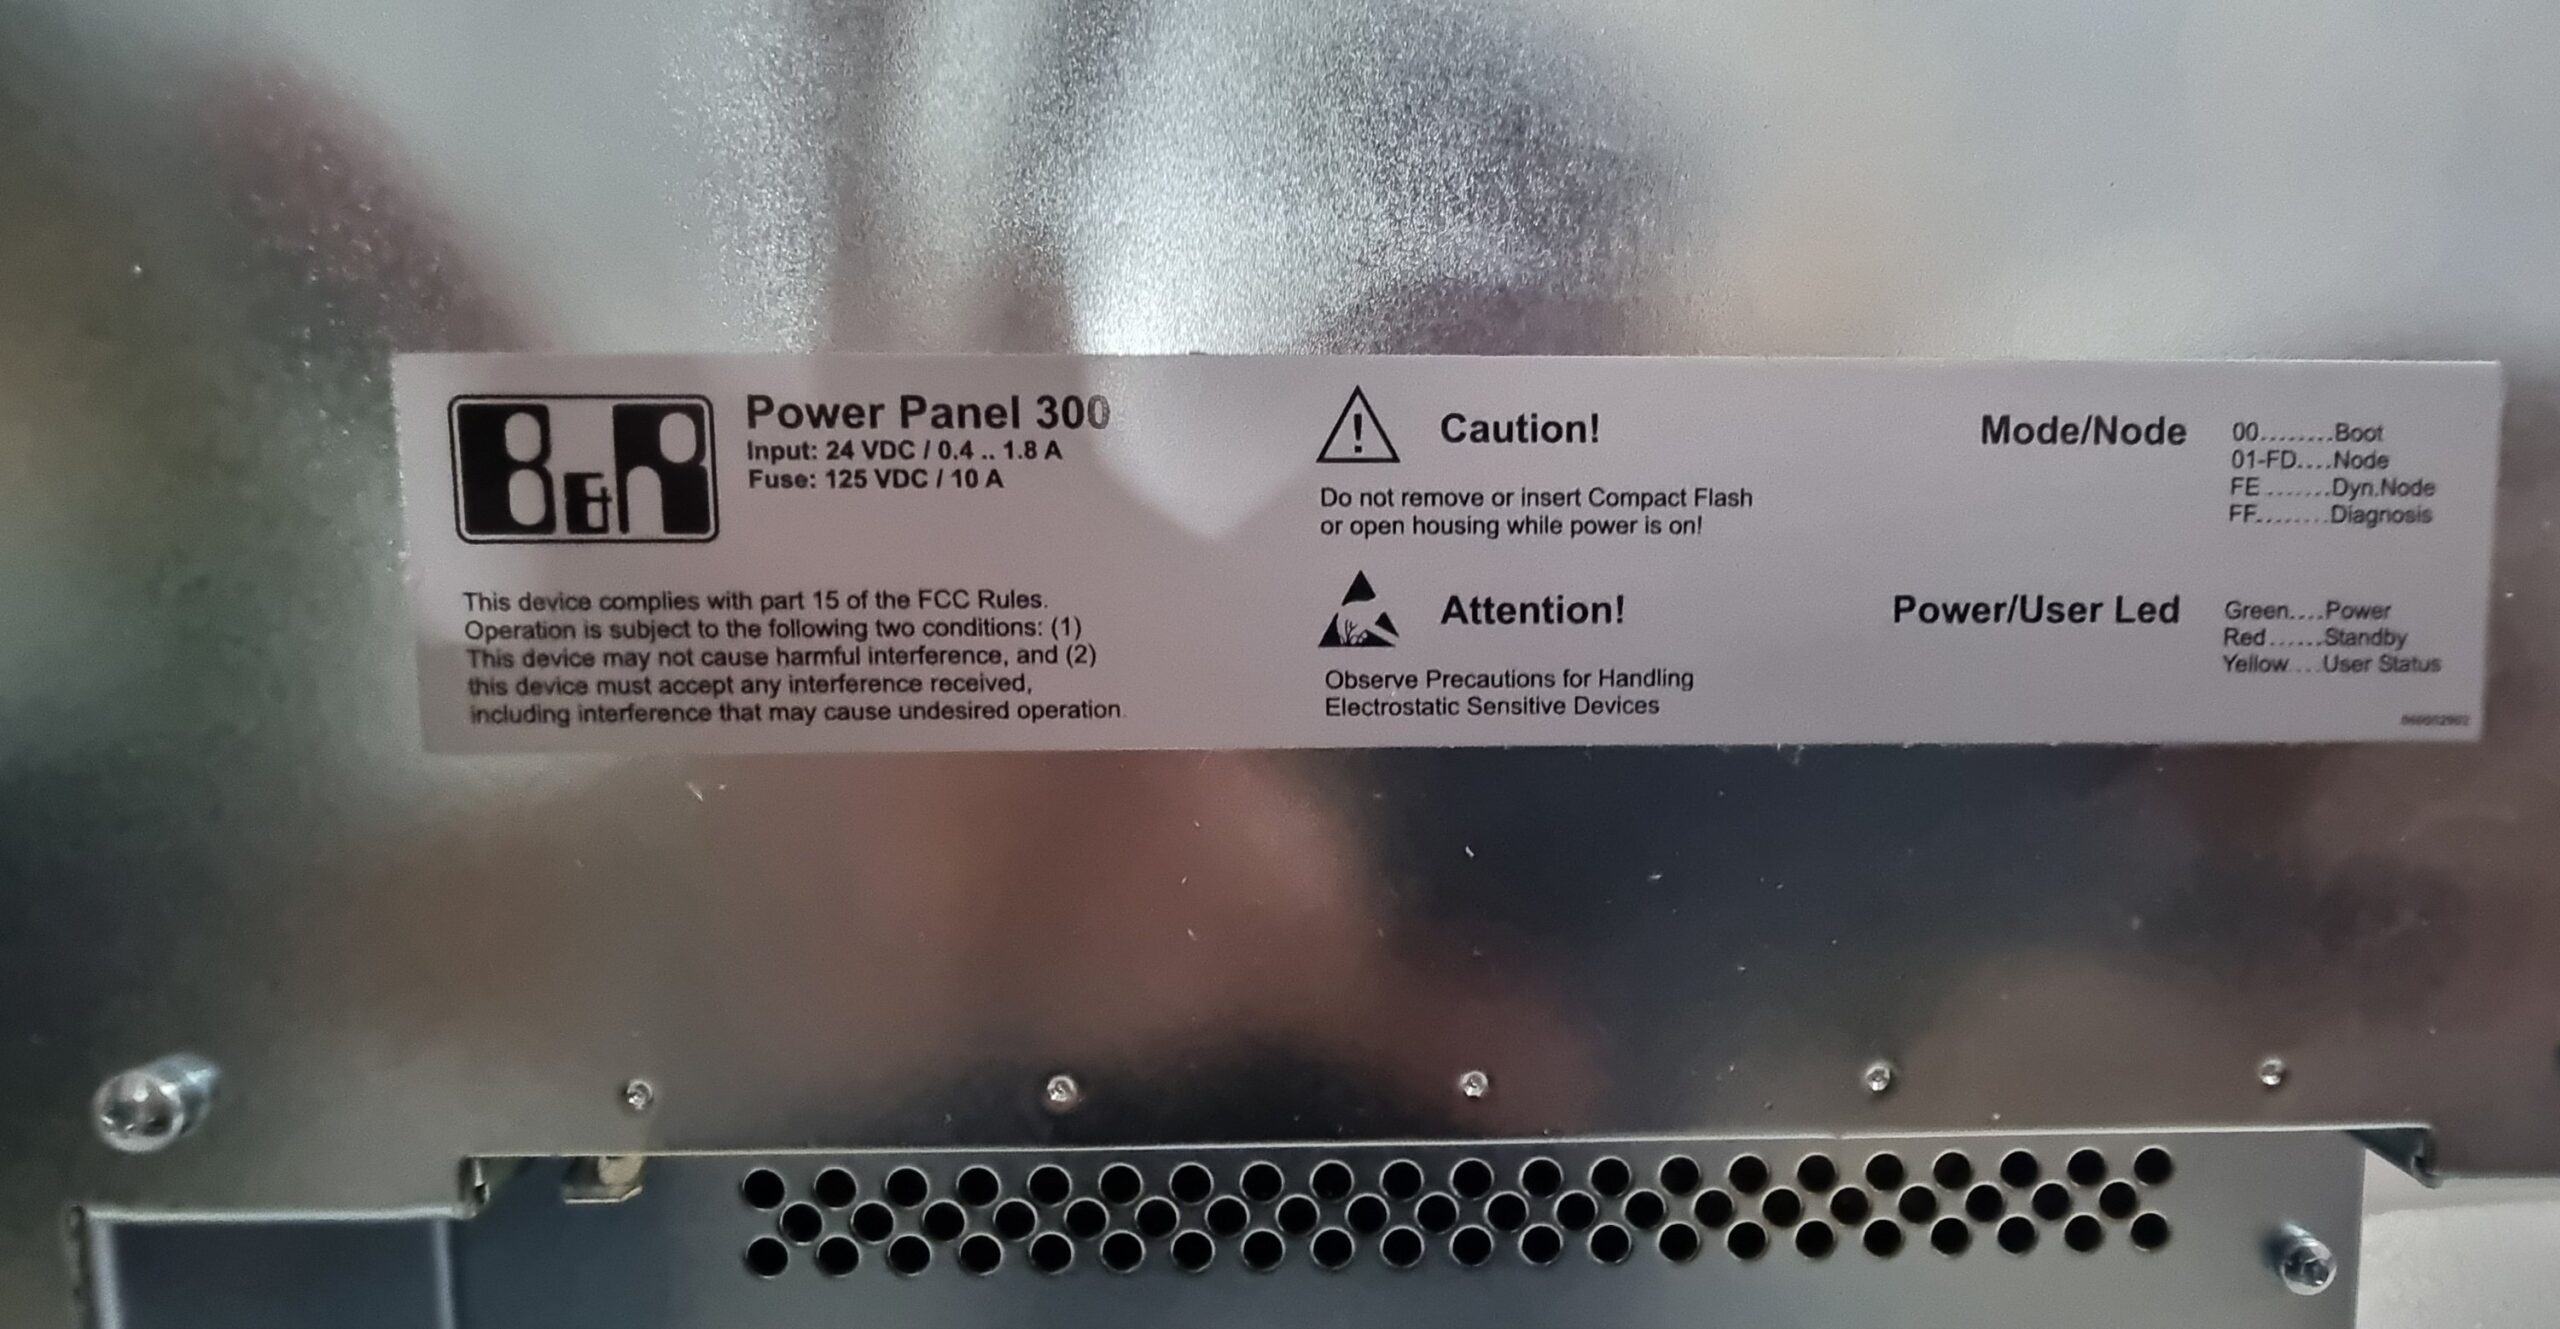 B&R
Power Panel 300
Input: 24 VDC / 0.4 .. 1.8 A
Fuse: 125 VDC / 10 A
This device complies with part 15 of the FCC Rules.
Operation is subject to the following two conditions: (1)
This device may not cause harmful interference, and (2)
this device must accept any interference received,
including interference that may cause undesired operation.
Caution!
Do not remove or insert Compact Flash
or open housing while power is on!
Attention!
Observe Precautions for Handling
Electrostatic Sensitive Devices
Mode/Node
00........Boot
01-FD....Node
FE.......Dyn.Node
FF........Diagnosis
Power/User Led
Green....Power
Red......Standby
Yellow....User Status